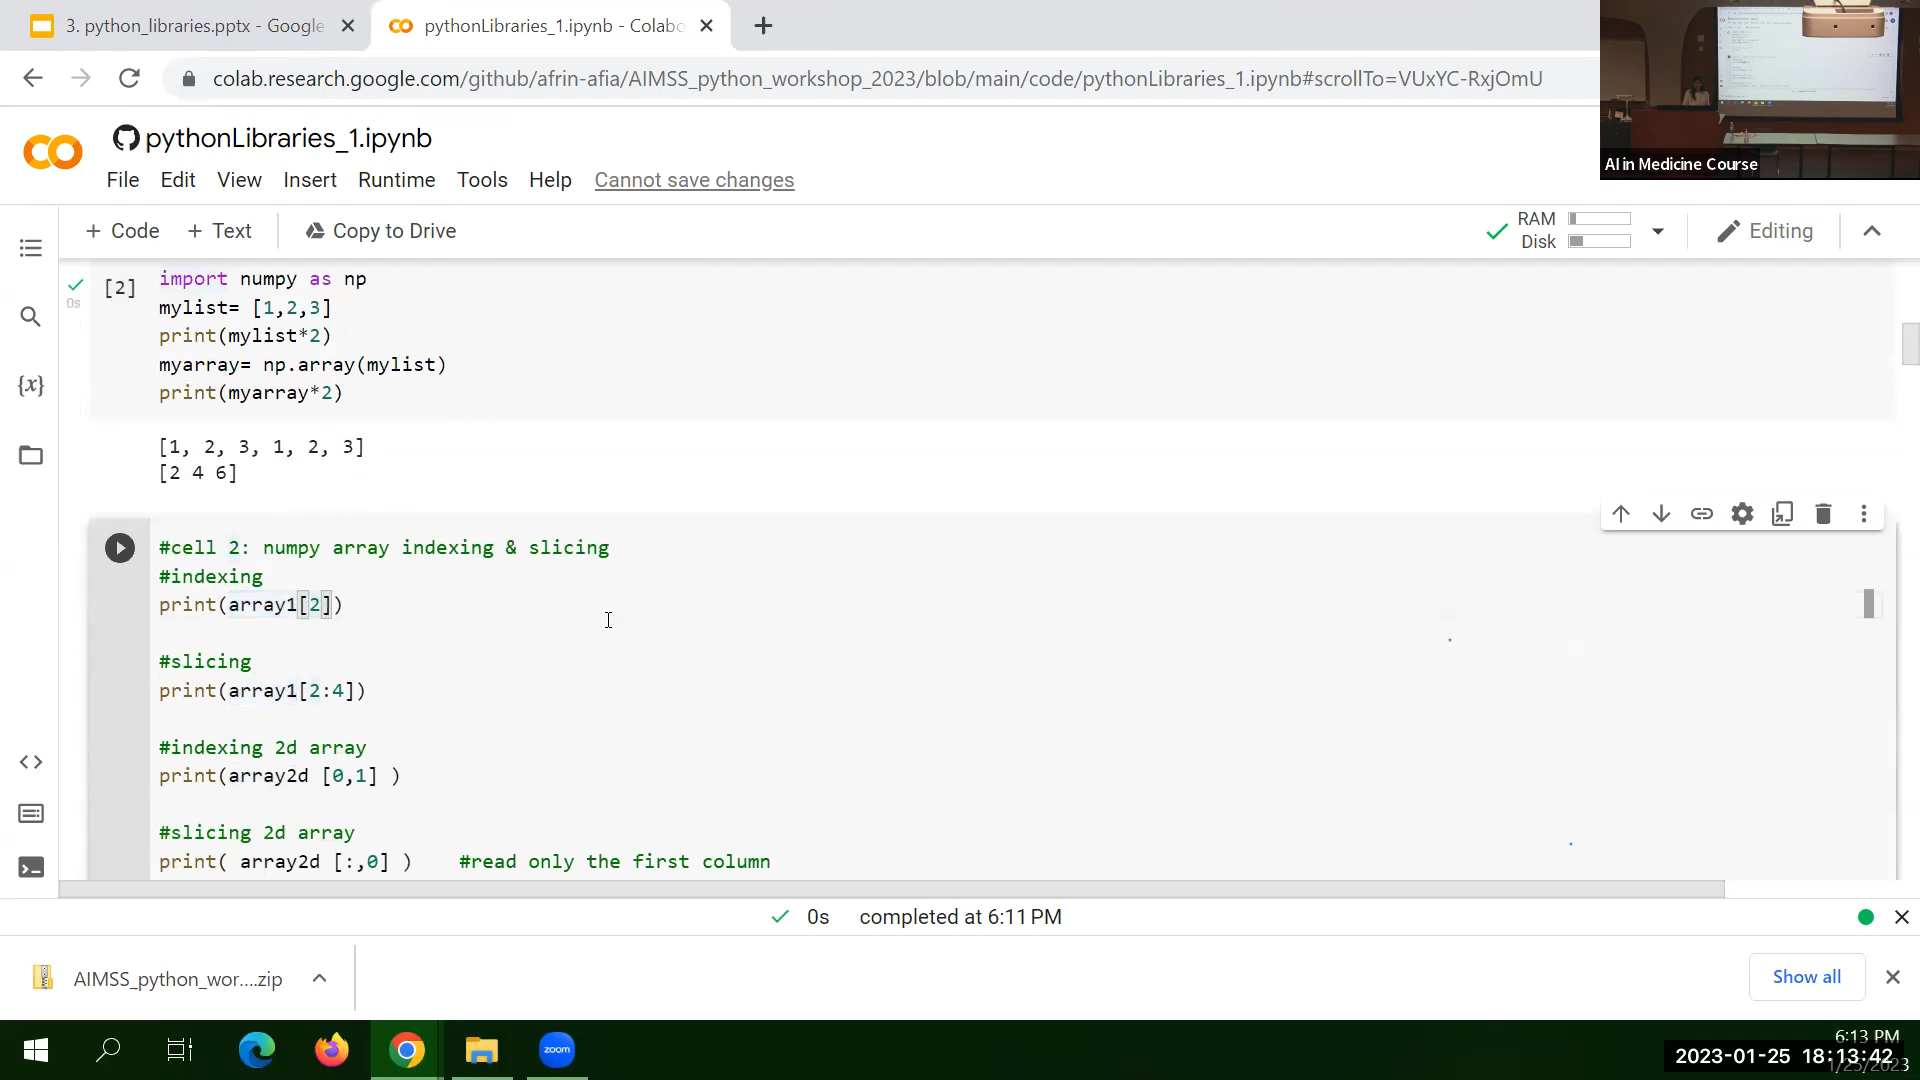 3. python_libraries.pptx - Google
pythonLibraries_1.ipynb - Colabo
colab.research.google.com/github/afrin-afia/AIMSS_python_workshop_2023/blob/main/code/pythonLibraries_1.ipynb#scrollTo=VUxYC-RxjOmU
AI in Medicine Course
pythonLibraries_1.ipynb
File Edit View Insert Runtime Tools Help Cannot save changes
+ Code + Text Copy to Drive
RAM
Disk
Editing
[2]
0s
import numpy as np
mylist= [1,2,3]
print(mylist*2)
myarray= np.array(mylist)
print(myarray*2)
[1, 2, 3, 1, 2, 3]
[2 4 6]
#cell 2: numpy array indexing & slicing
#indexing
print(array1[2])
#slicing
print(array1[2:4])
#indexing 2d array
print(array2d [0,1] )
#slicing 2d array
print( array2d [:,0] ) #read only the first column
{x}
0s completed at 6:11 PM
AIMSS_python_wor....zip
Show all
zoom
6:13 PM
2023-01-25 18:13:42